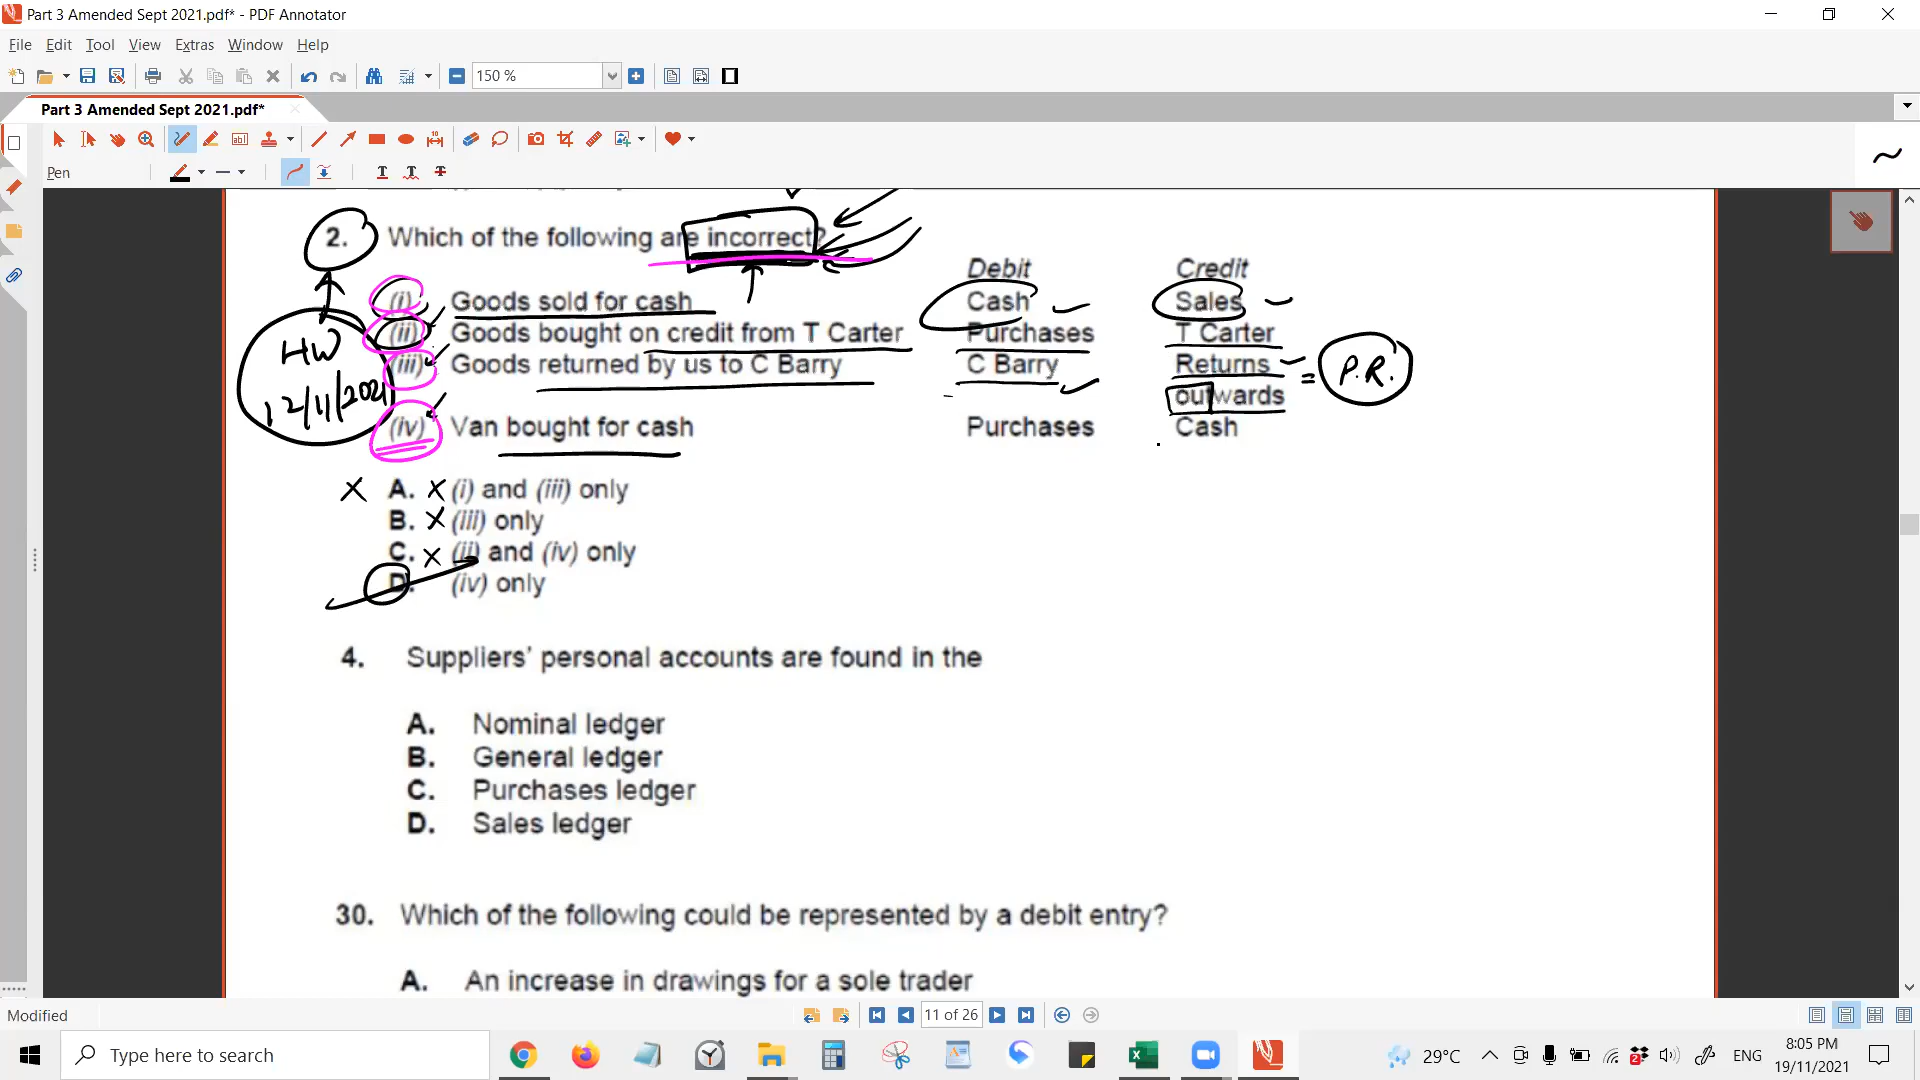 Part 3 Amended Sept 2021.pdf* - PDF Annotator
File Edit Tool View Extras Window Help
150 %
Part 3 Amended Sept 2021.pdf*
Pen
2. Which of the following are incorrect?
Debit Credit
(i) Goods sold for cash Cash Sales
(ii) Goods bought on credit from T Carter Purchases T Carter
(iii) Goods returned by us to C Barry C Barry Returns = P.R.
outwards
HW
12/11/2021
(iv) Van bought for cash Purchases Cash
X A. X (i) and (iii) only
B. X (iii) only
C. X (ii) and (iv) only
D. (iv) only
4. Suppliers' personal accounts are found in the
A. Nominal ledger
B. General ledger
C. Purchases ledger
D. Sales ledger
30. Which of the following could be represented by a debit entry?
A. An increase in drawings for a sole trader
Modified
11 of 26
Type here to search
29°C
ENG
8:05 PM
19/11/2021